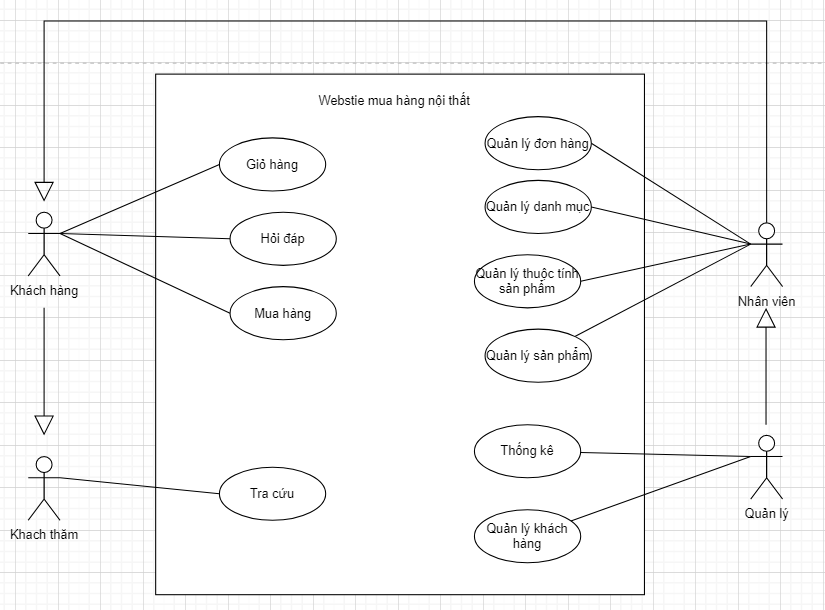 Webstie mua hàng nội thất
Giỏ hàng
Hỏi đáp
Mua hàng
Tra cứu
Quản lý đơn hàng
Quản lý danh mục
Quản lý thuộc tính
sản phẩm
Quản lý sản phẩm
Thống kê
Quản lý khách
hàng
Khách hàng
Khach thăm
Nhân viên
Quản lý